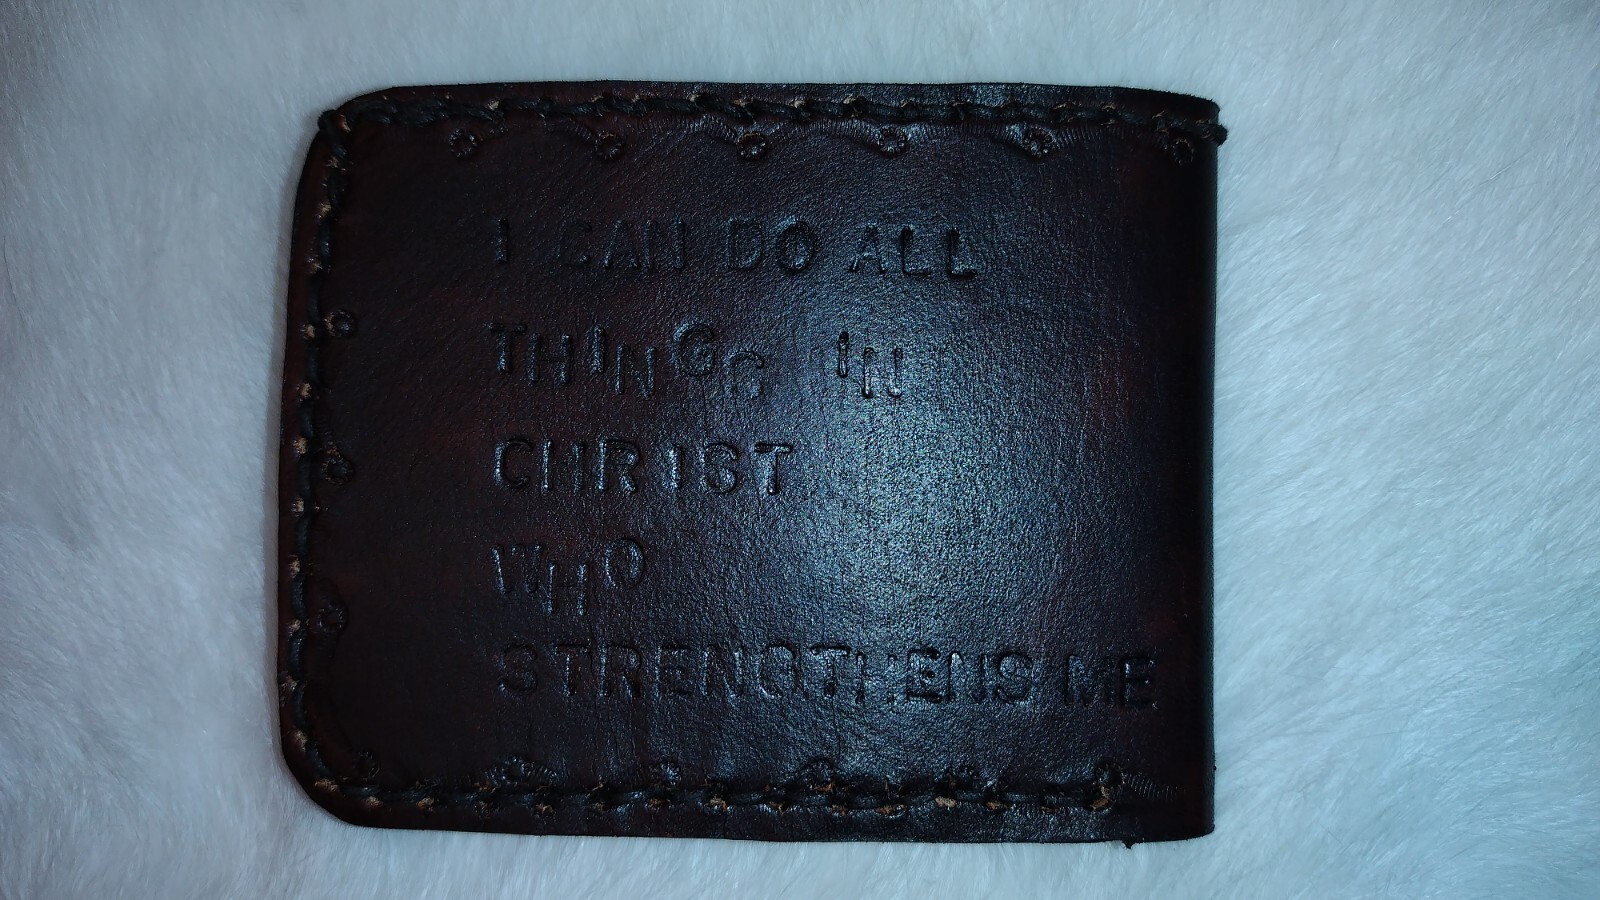 I CAN DO ALL
THINGS IN
CHRIST
WHO
STRENGTHENS ME